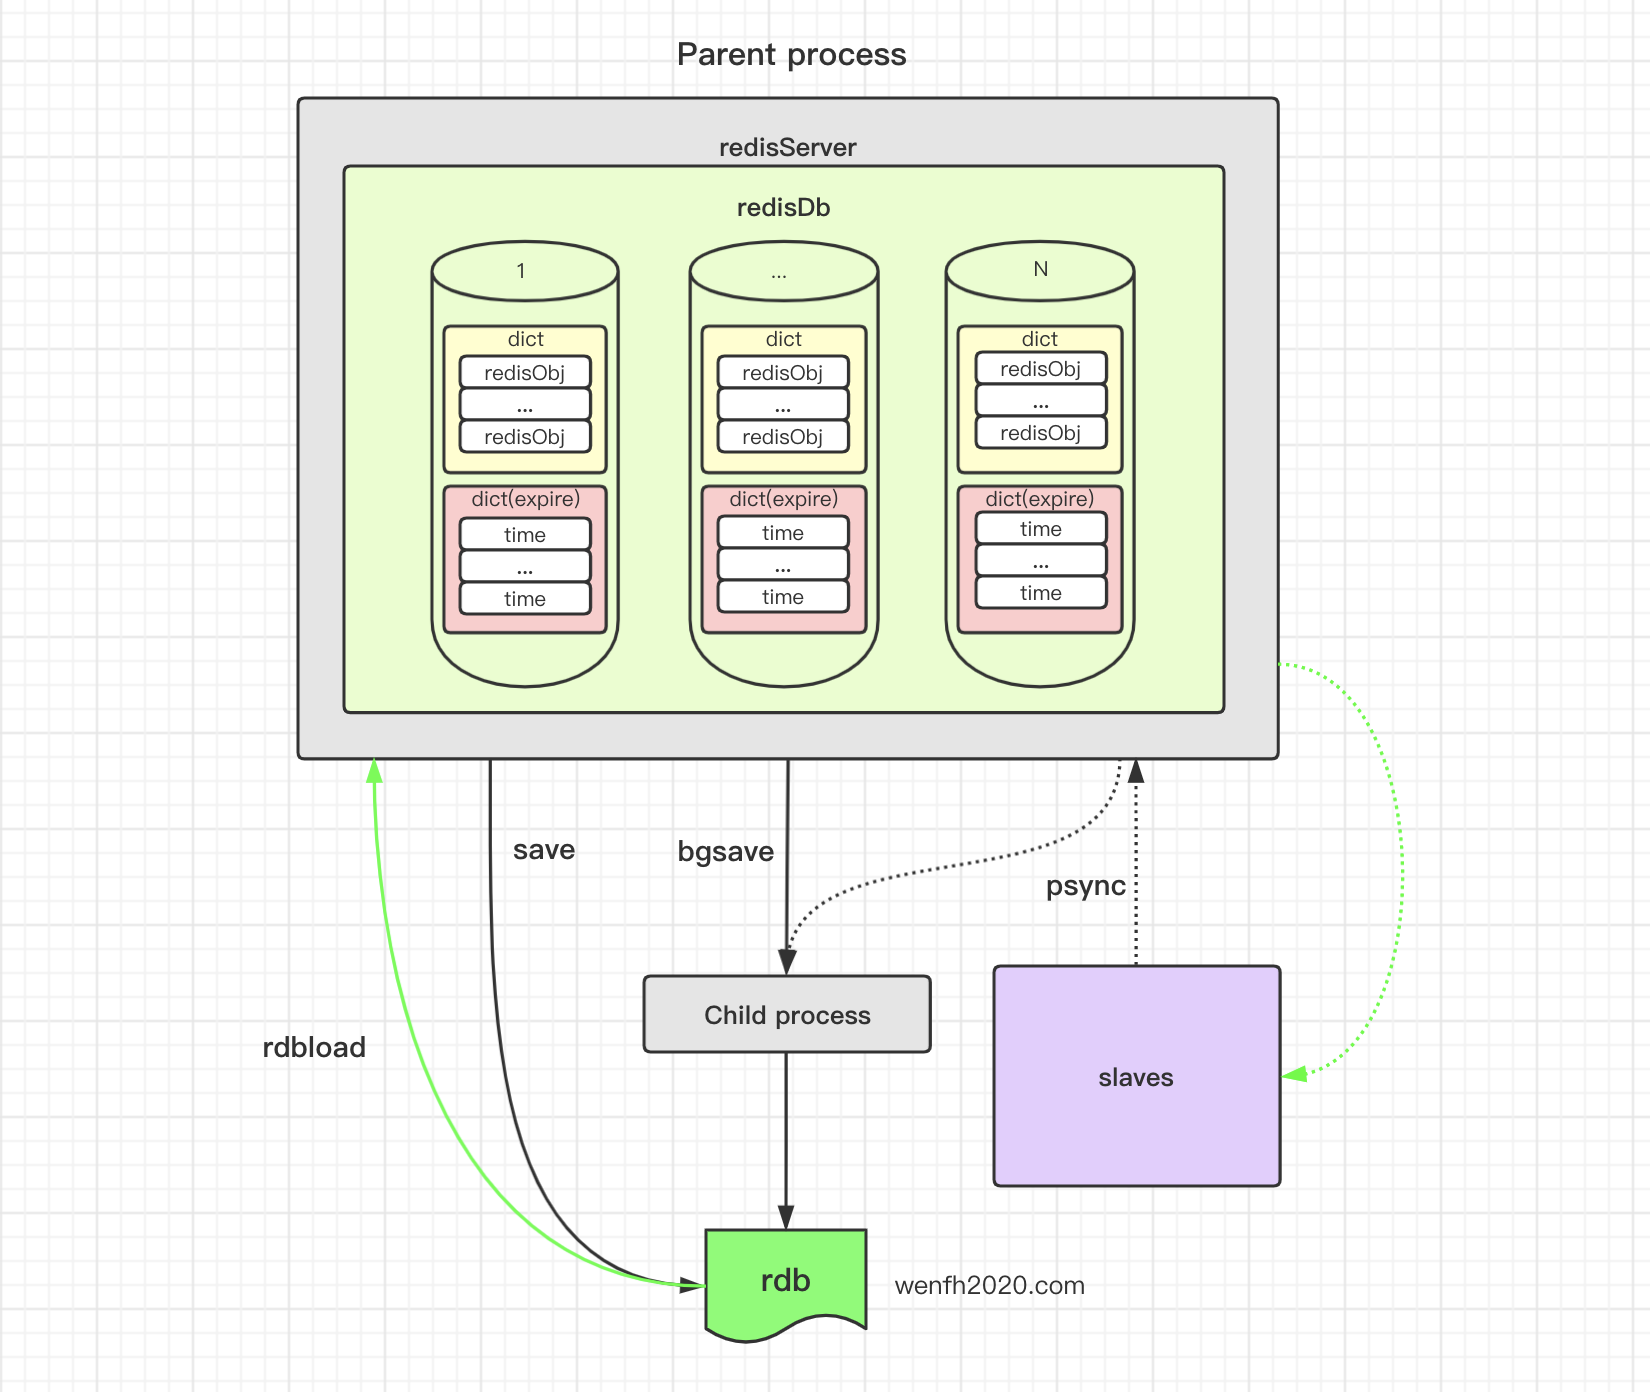 Parent process
redisServer
redisDb
1
dict
redisObj
...
redisObj
dict(expire)
time
...
time
...
dict
redisObj
...
redisObj
dict(expire)
time
...
time
N
dict
redisObj
...
redisObj
dict(expire)
time
...
time
save
bgsave
psync
Child process
rdbload
slaves
rdb
wenfh2020.com